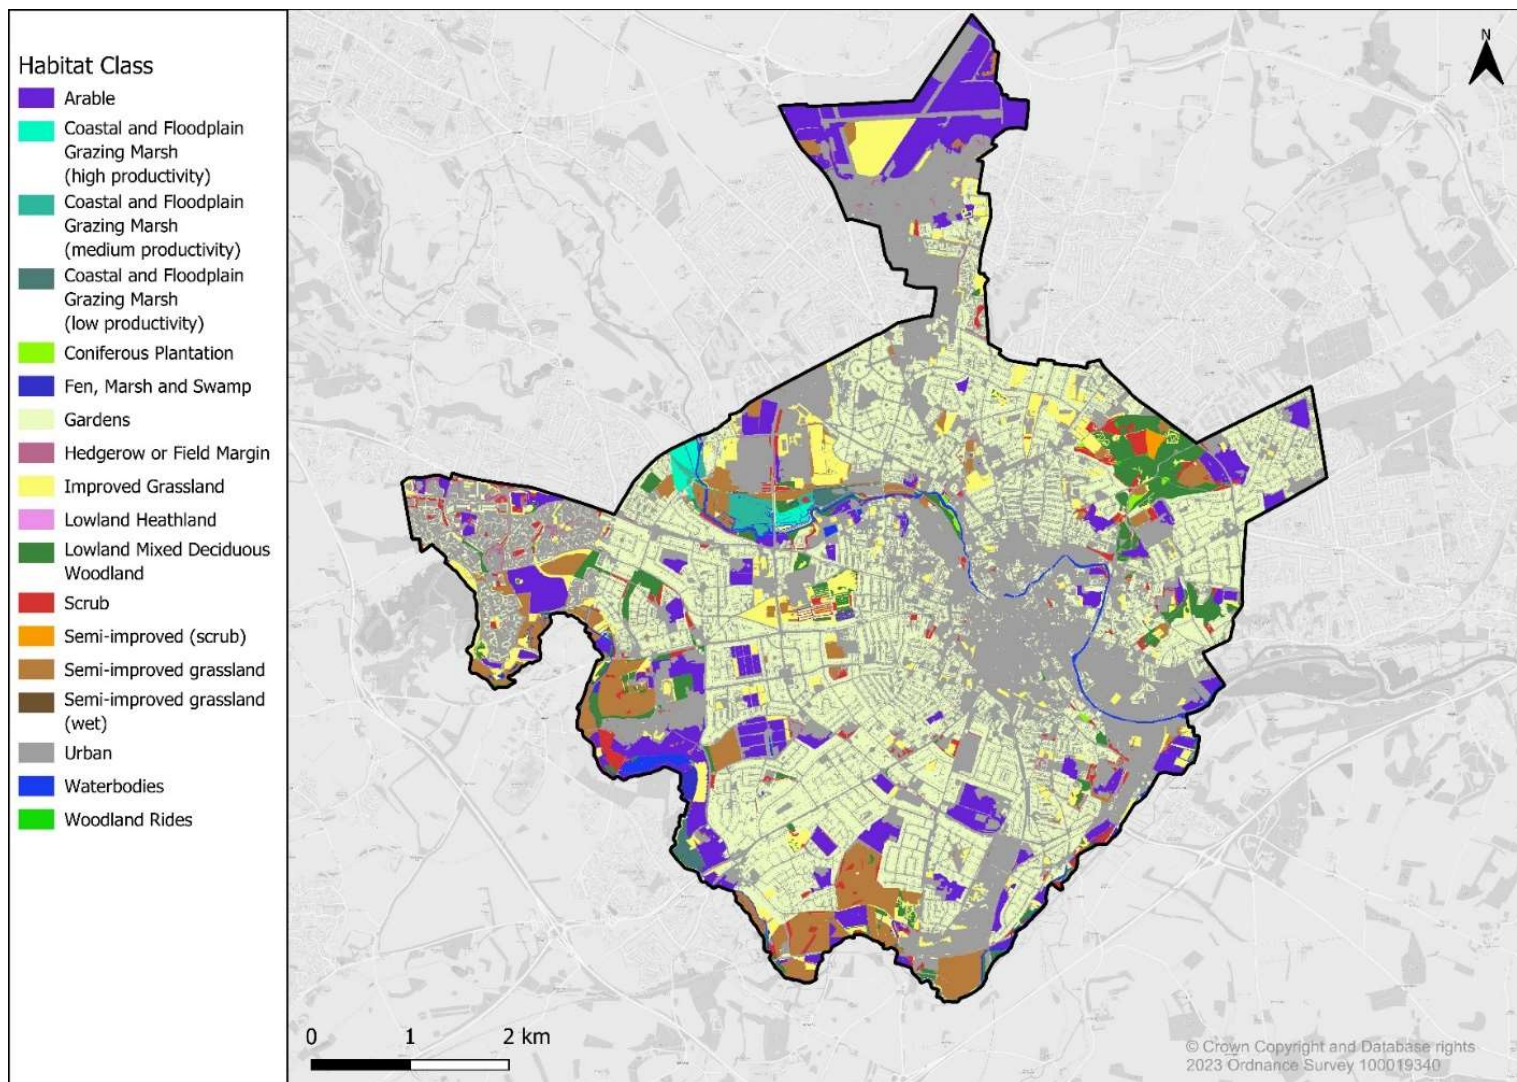 Habitat Class
Arable
Coastal and Floodplain
Grazing Marsh
(high productivity)
Coastal and Floodplain
Grazing Marsh
(medium productivity)
Coastal and Floodplain
Grazing Marsh
(low productivity)
Coniferous Plantation
Fen, Marsh and Swamp
Gardens
Hedgerow or Field Margin
Improved Grassland
Lowland Heathland
Lowland Mixed Deciduous
Woodland
Scrub
Semi-improved (scrub)
Semi-improved grassland
Semi-improved grassland
(wet)
Urban
Waterbodies
Woodland Rides
N
0 1 2 km
© Crown Copyright and Database rights
2023 Ordnance Survey 100019340